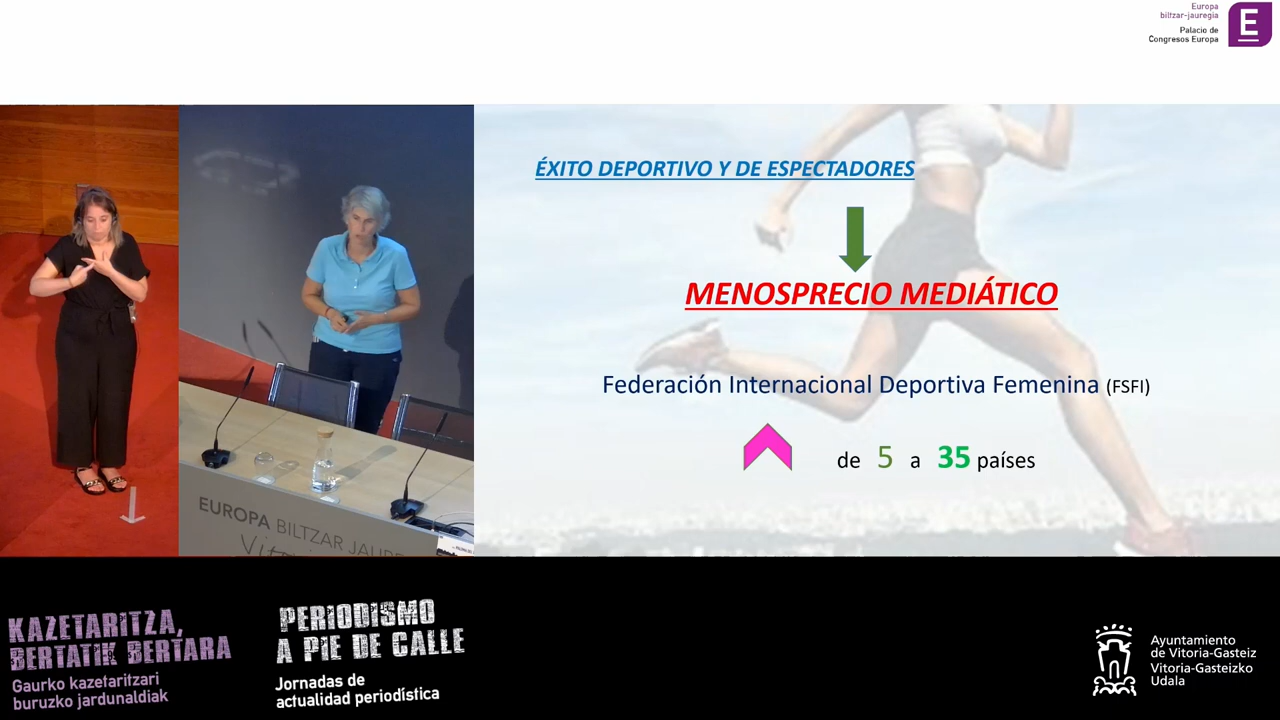 Europa
biltzar-jauregia
Palacio de
Congresos Europa
E
ÉXITO DEPORTIVO Y DE ESPECTADORES
MENOSPRECIO MEDIÁTICO
Federación Internacional Deportiva Femenina (FSFI)
de 5 a 35 países
EUROPA BILTZAR JAURE
KAZETARITZA,
BERTATIK BERTARA
Gaurko kazetaritzari
buruzko jardunaldiak
PERIODISMO
A PIE DE CALLE
Jornadas de
actualidad periodística
Ayuntamiento
de Vitoria-Gasteiz
Vitoria-Gasteizko
Udala